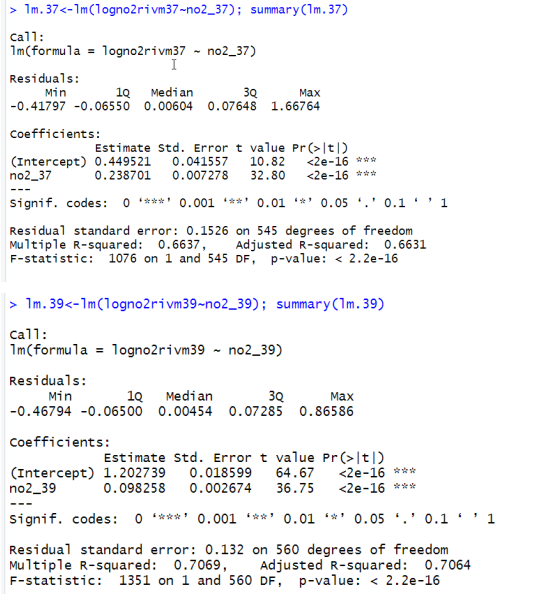 > lm.37<-lm(logno2rivm37~no2_37); summary(lm.37)
Call:
lm(formula = logno2rivm37 ~ no2_37)
Residuals:
Min 1Q Median 3Q Max
-0.41797 -0.06550 0.00604 0.07648 1.66764
Coefficients:
Estimate Std. Error t value Pr(>|t|)
(Intercept) 0.449521 0.041557 10.82 <2e-16 ***
no2_37 0.238701 0.007278 32.80 <2e-16 ***
---
Signif. codes: 0 ‘***’ 0.001 ‘**’ 0.01 ‘*’ 0.05 ‘.’ 0.1 ‘ ’ 1
Residual standard error: 0.1526 on 545 degrees of freedom
Multiple R-squared: 0.6637, Adjusted R-squared: 0.6631
F-statistic: 1076 on 1 and 545 DF, p-value: < 2.2e-16
> lm.39<-lm(logno2rivm39~no2_39); summary(lm.39)
Call:
lm(formula = logno2rivm39 ~ no2_39)
Residuals:
Min 1Q Median 3Q Max
-0.46794 -0.06500 0.00454 0.07285 0.86586
Coefficients:
Estimate Std. Error t value Pr(>|t|)
(Intercept) 1.202739 0.018599 64.67 <2e-16 ***
no2_39 0.098258 0.002674 36.75 <2e-16 ***
---
Signif. codes: 0 ‘***’ 0.001 ‘**’ 0.01 ‘*’ 0.05 ‘.’ 0.1 ‘ ’ 1
Residual standard error: 0.132 on 560 degrees of freedom
Multiple R-squared: 0.7069, Adjusted R-squared: 0.7064
F-statistic: 1351 on 1 and 560 DF, p-value: < 2.2e-16